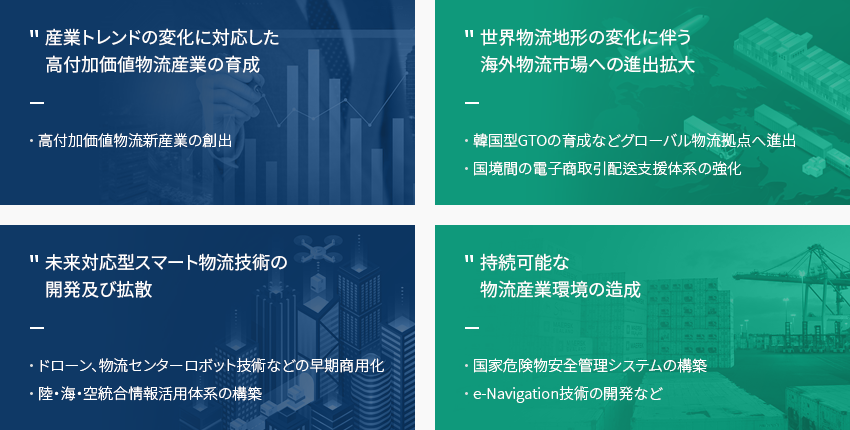 " 産業トレンドの変化に対応した
高付加価値物流産業の育成
· 高付加価値物流新産業の創出
" 世界物流地形の変化に伴う
海外物流市場への進出拡大
· 韓国型GTOの育成などグローバル物流拠点へ進出
· 国境間の電子商取引配送支援体系の強化
" 未来対応型スマート物流技術の
開発及び拡散
· ドローン、物流センターロボット技術などの早期商用化
· 陸・海・空統合情報活用体系の構築
" 持続可能な
物流産業環境の造成
· 国家危険物安全管理システムの構築
· e-Navigation技術の開発など